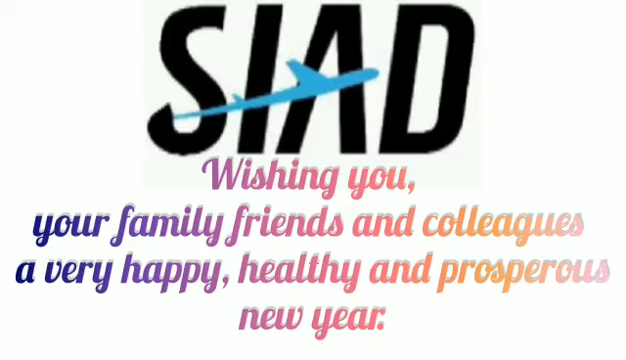 SIAD
Wishing you,
your family friends and colleagues
a very happy, healthy and prosperous
new year.